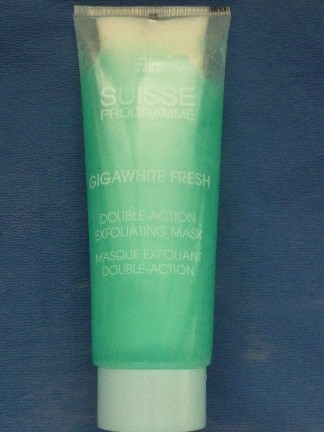 SUISSE
PROGRAMME
GIGAWHITE FRESH
DOUBLE-ACTION
EXFOLIATING MASK
MASQUE EXFOLIANT
DOUBLE-ACTION